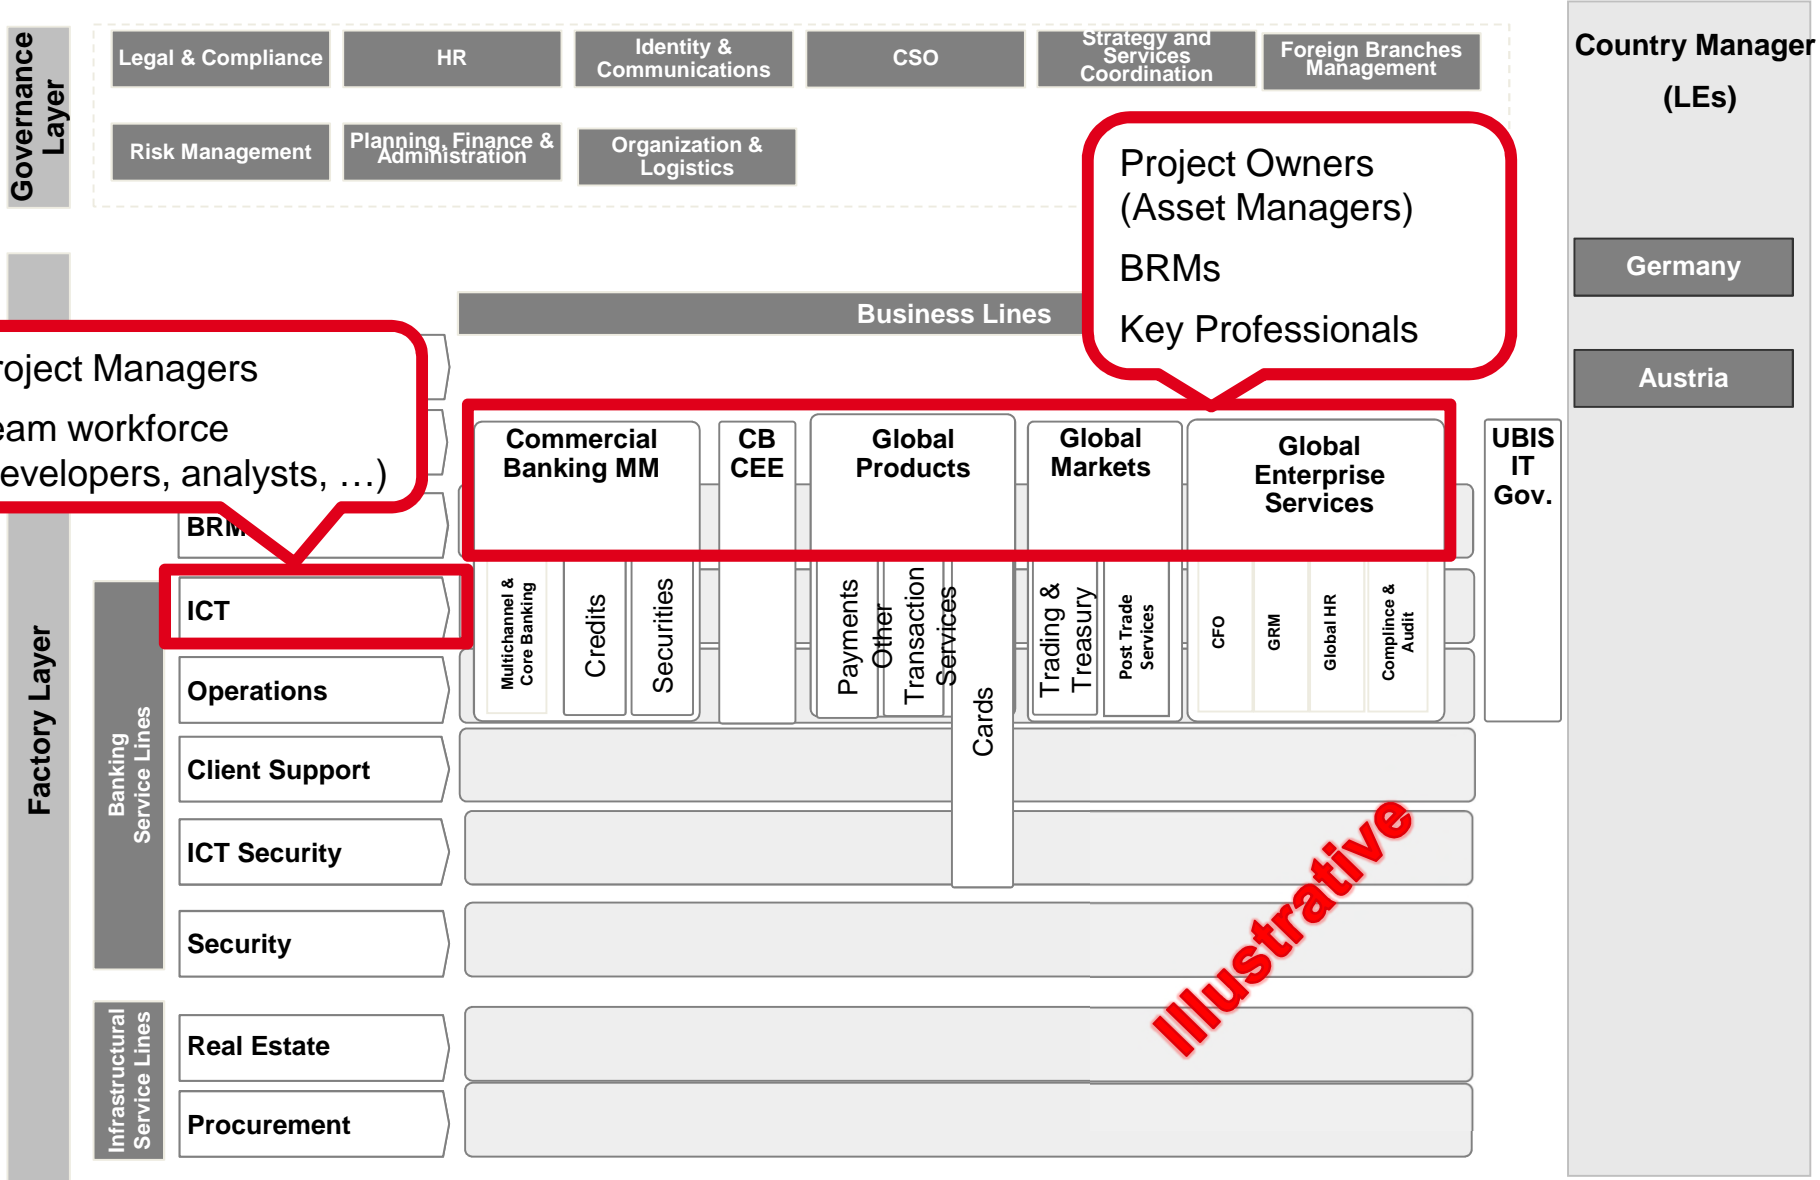 Governance
Layer
Legal & Compliance
HR
Identity &
Communications
CSO
Strategy and
Services
Coordination
Foreign Branches
Management
Risk Management
Planning, Finance &
Administration
Organization &
Logistics
Country Manager
(LEs)
Germany
Austria
Project Owners
(Asset Managers)
BRMs
Key Professionals
Business Lines
roject Managers
eam workforce
evelopers, analysts, …)
Commercial
Banking MM
CB
CEE
Global
Products
Global
Markets
Global
Enterprise
Services
UBIS
IT
Gov.
Factory Layer
Banking
Service Lines
BRM
ICT
Operations
Client Support
ICT Security
Security
Multichannel &
Core Banking
Credits
Securities
Payments
Other
Transaction
Services
Cards
Trading &
Treasury
Post Trade
Services
CFO
GRM
Global HR
Complince &
Audit
Illustrative
Infrastructural
Service Lines
Real Estate
Procurement